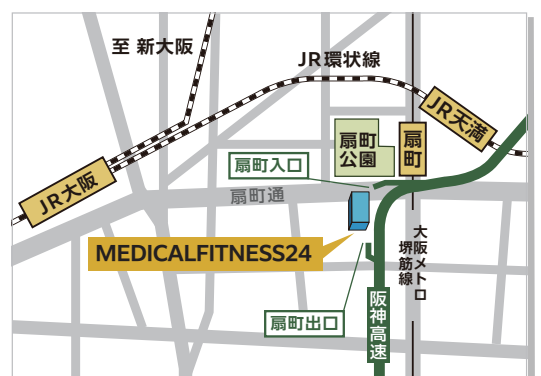 至 新大阪
JR環状線
JR天満
扇町
公園
扇町
扇町入口
JR大阪
扇町通
MEDICALFITNESS24
大阪メトロ
堺筋線
扇町出口
阪神高速